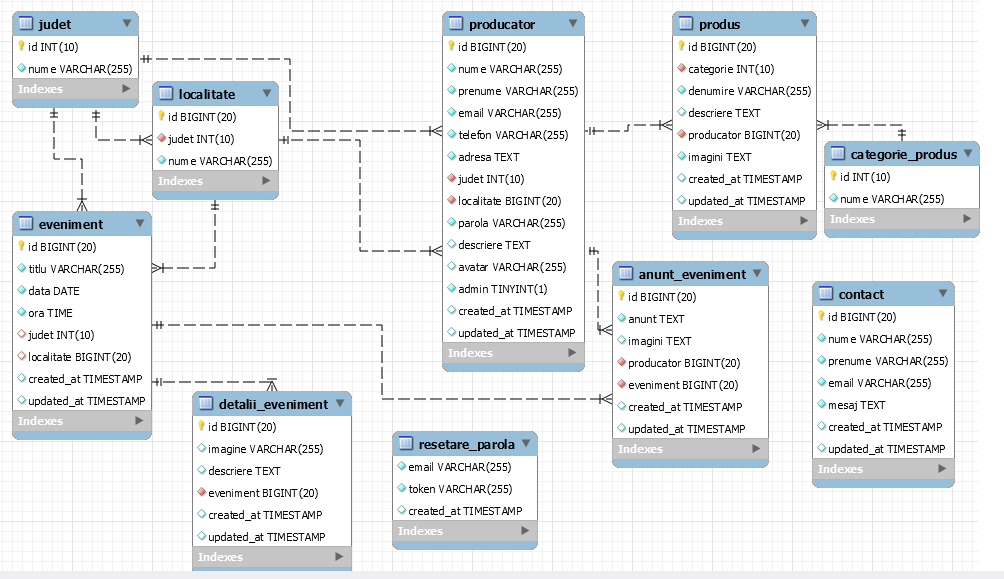 judet
id INT(10)
nume VARCHAR(255)
Indexes
localitate
id BIGINT(20)
judet INT(10)
nume VARCHAR(255)
Indexes
producator
id BIGINT(20)
nume VARCHAR(255)
prenume VARCHAR(255)
email VARCHAR(255)
telefon VARCHAR(255)
adresa TEXT
judet INT(10)
localitate BIGINT(20)
parola VARCHAR(255)
descriere TEXT
avatar VARCHAR(255)
admin TINYINT(1)
created_at TIMESTAMP
updated_at TIMESTAMP
Indexes
produs
id BIGINT(20)
categorie INT(10)
denumire VARCHAR(255)
descriere TEXT
producator BIGINT(20)
imagini TEXT
created_at TIMESTAMP
updated_at TIMESTAMP
Indexes
categorie_produs
id INT(10)
nume VARCHAR(255)
Indexes
eveniment
id BIGINT(20)
titlu VARCHAR(255)
data DATE
ora TIME
judet INT(10)
localitate BIGINT(20)
created_at TIMESTAMP
updated_at TIMESTAMP
Indexes
anunt_eveniment
id BIGINT(20)
anunt TEXT
imagini TEXT
producator BIGINT(20)
eveniment BIGINT(20)
created_at TIMESTAMP
updated_at TIMESTAMP
Indexes
contact
id BIGINT(20)
nume VARCHAR(255)
prenume VARCHAR(255)
email VARCHAR(255)
mesaj TEXT
created_at TIMESTAMP
updated_at TIMESTAMP
Indexes
detalii_eveniment
id BIGINT(20)
imagine VARCHAR(255)
descriere TEXT
eveniment BIGINT(20)
created_at TIMESTAMP
updated_at TIMESTAMP
Indexes
resetare_parola
email VARCHAR(255)
token VARCHAR(255)
created_at TIMESTAMP
Indexes